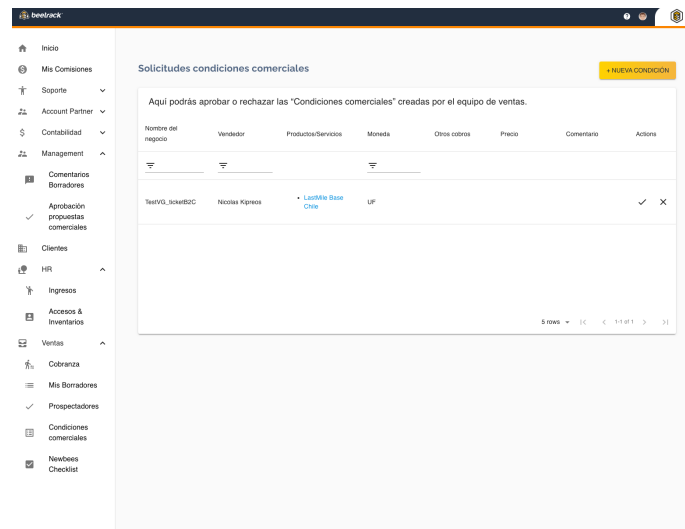 beetrack
Inicio
Mis Comisiones
Soporte
Account Partner
Contabilidad
Management
Comentarios
Borradores
Aprobación
propuestas
comerciales
Clientes
HR
Ingresos
Accesos &
Inventarios
Ventas
Cobranza
Mis Borradores
Prospectadores
Condiciones
comerciales
Newbees
Checklist
Solicitudes condiciones comerciales
+ NUEVA CONDICIÓN
Aquí podrás aprobar o rechazar las "Condiciones comerciales" creadas por el equipo de ventas.
Nombre del
negocio
Vendedor
Productos/Servicios
Moneda
Otros cobros
Precio
Comentario
Actions
TestVG_ticketB2C
Nicolas Kipreos
• LastMile Base
Chile
UF
5 rows
1-1 of 1